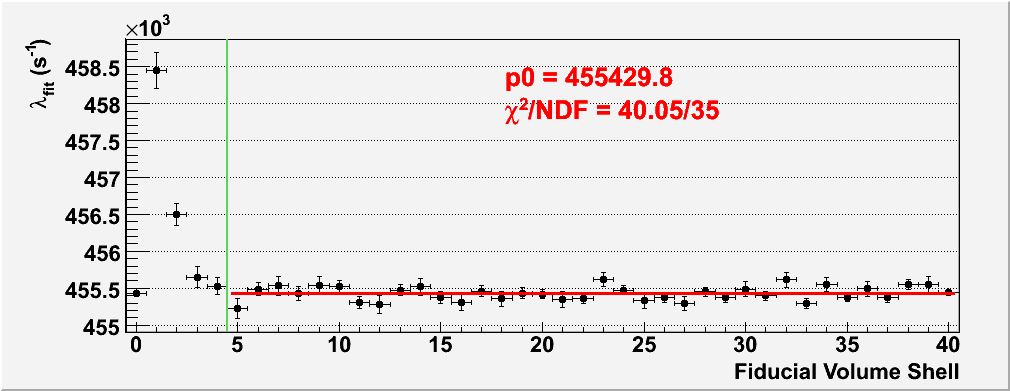 ×10³
λfit (s⁻¹)
458.5
458
457.5
457
456.5
456
455.5
455
p0 = 455429.8
χ²/NDF = 40.05/35
0 5 10 15 20 25 30 35 40
Fiducial Volume Shell